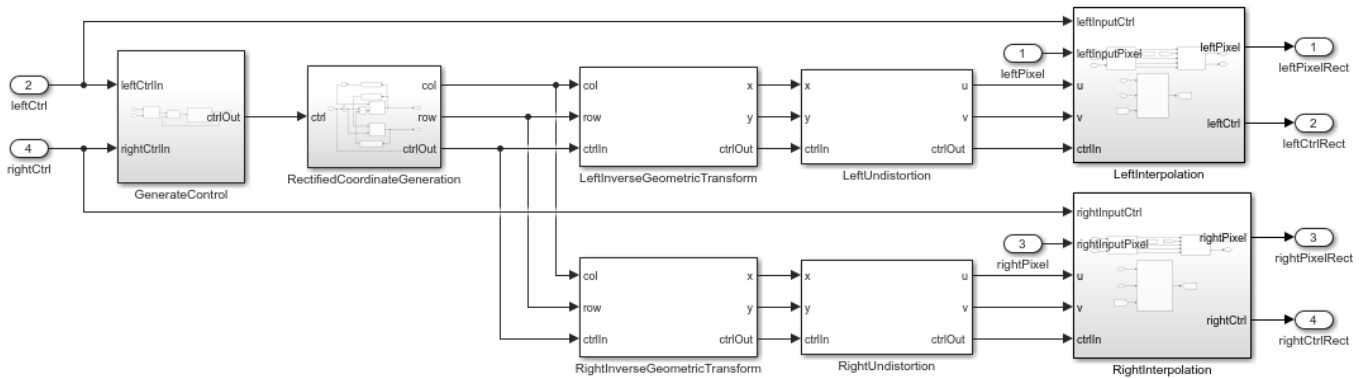 2
leftCtrl
4
rightCtrl
leftCtrlIn
rightCtrlIn
ctrlOut
GenerateControl
ctrl
col
row
ctrlOut
RectifiedCoordinateGeneration
col
row
ctrlIn
x
y
ctrlOut
LeftInverseGeometricTransform
x
y
ctrlIn
u
v
ctrlOut
LeftUndistortion
1
leftPixel
leftInputCtrl
leftInputPixel
u
v
ctrlIn
leftPixel
leftCtrl
LeftInterpolation
1
leftPixelRect
2
leftCtrlRect
col
row
ctrlIn
x
y
ctrlOut
RightInverseGeometricTransform
x
y
ctrlIn
u
v
ctrlOut
RightUndistortion
3
rightPixel
rightInputCtrl
rightInputPixel
u
v
ctrlIn
rightPixel
rightCtrl
RightInterpolation
3
rightPixelRect
4
rightCtrlRect